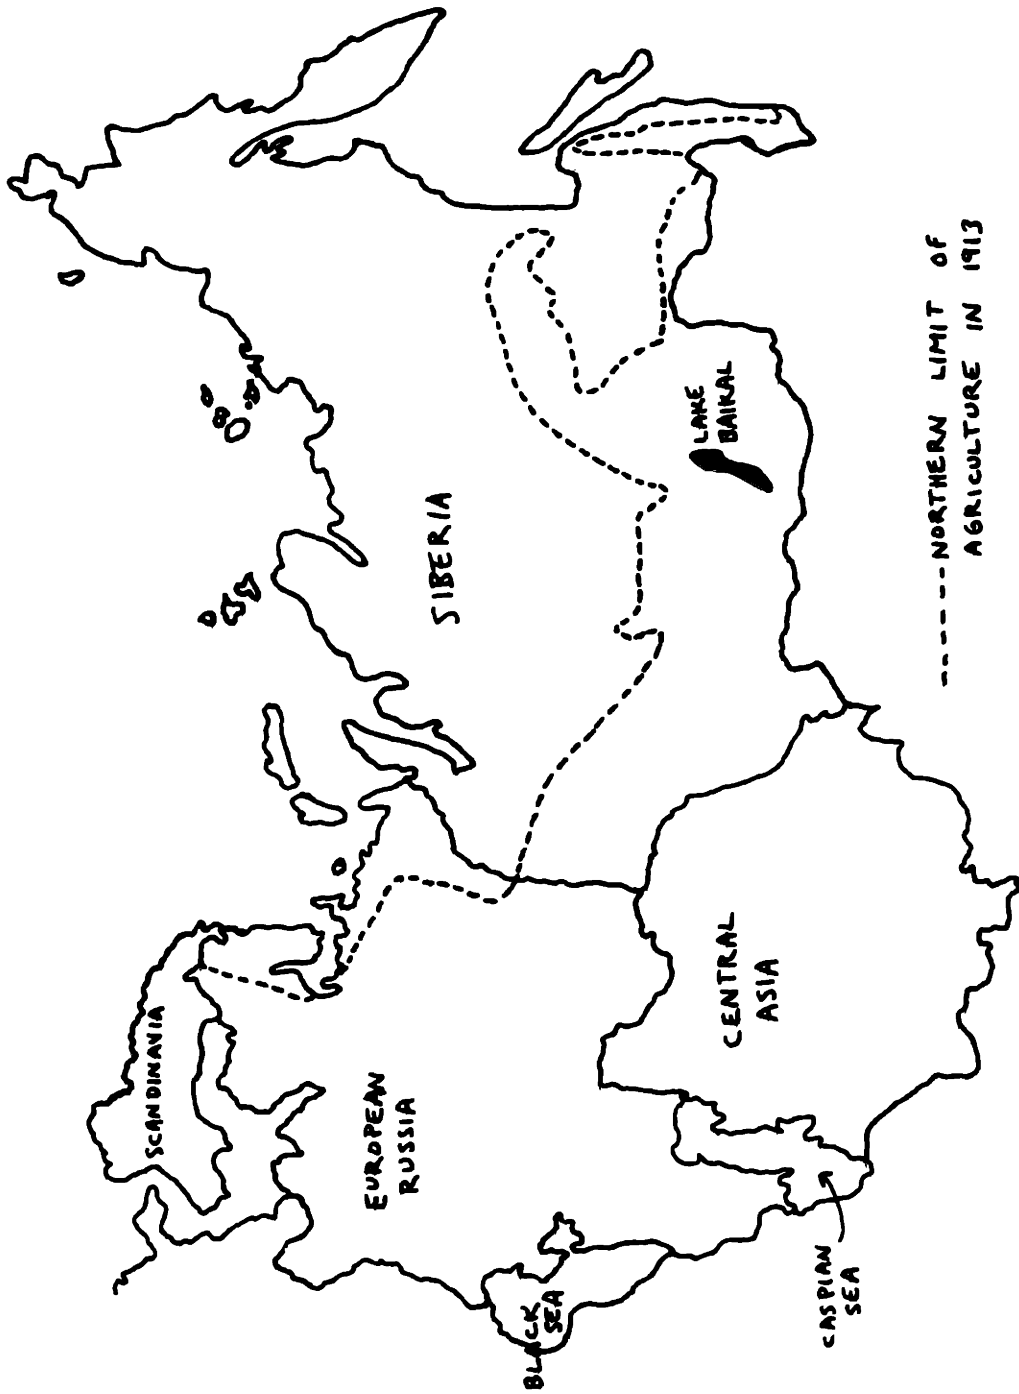 SCANDINAVIA
SIBERIA
EUROPEAN
RUSSIA
LAKE
BAIKAL
CENTRAL
ASIA
BLACK
SEA
CASPIAN
SEA
NORTHERN LIMIT OF
AGRICULTURE IN 1913